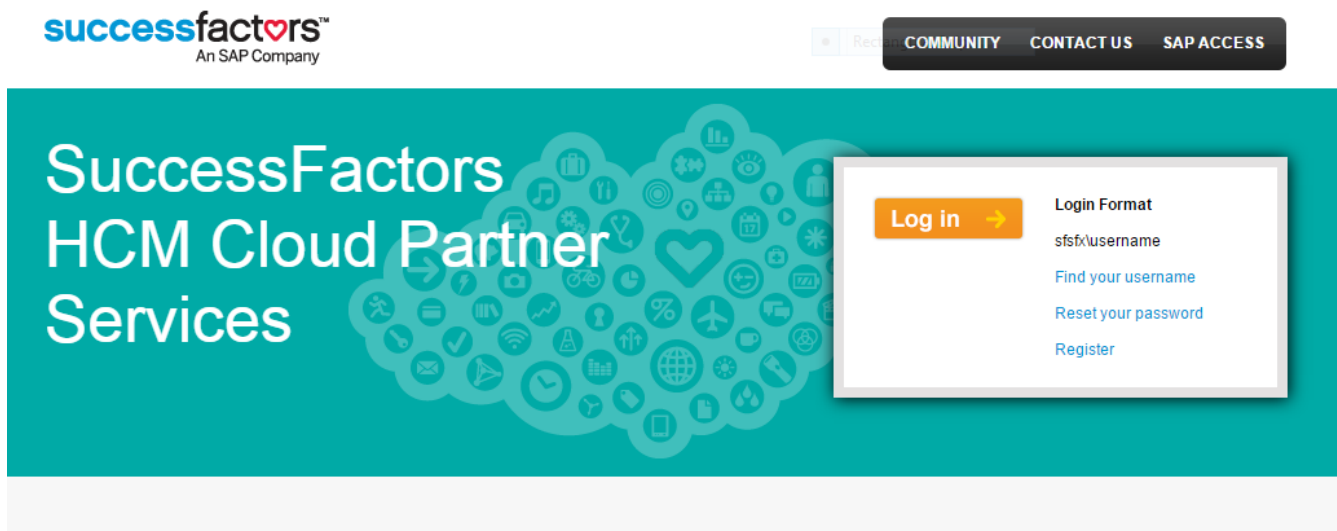 successfactors™
An SAP Company
COMMUNITY CONTACT US SAP ACCESS
SuccessFactors
HCM Cloud Partner
Services
Log in
Login Format
sfsfx\username
Find your username
Reset your password
Register
17